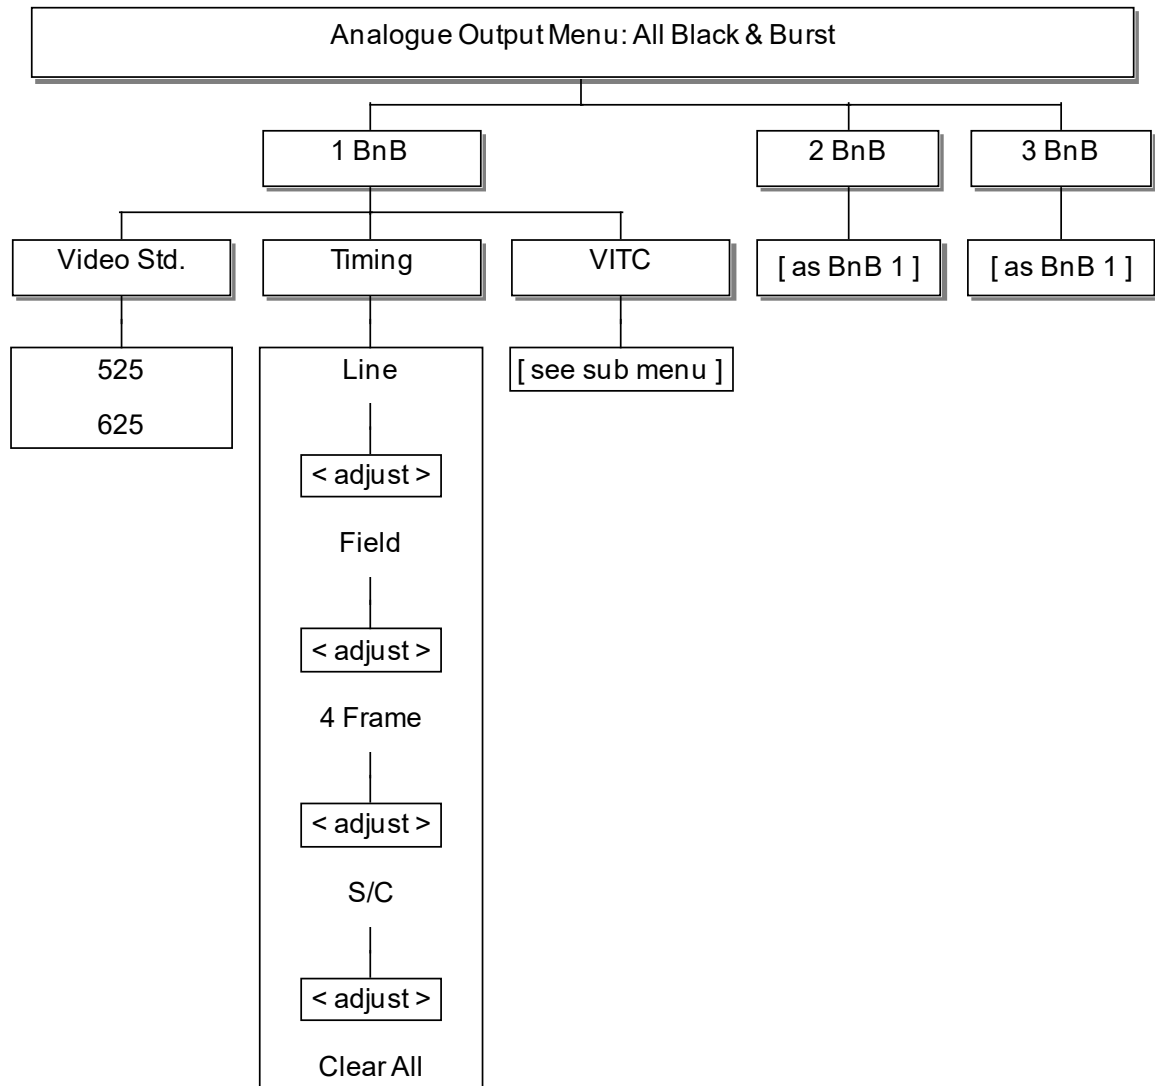 Analogue Output Menu: All Black & Burst
1 BnB
2 BnB
3 BnB
Video Std.
Timing
VITC
[ as BnB 1 ]
[ as BnB 1 ]
525
625
Line
< adjust >
Field
< adjust >
4 Frame
< adjust >
S/C
< adjust >
Clear All
[ see sub menu ]